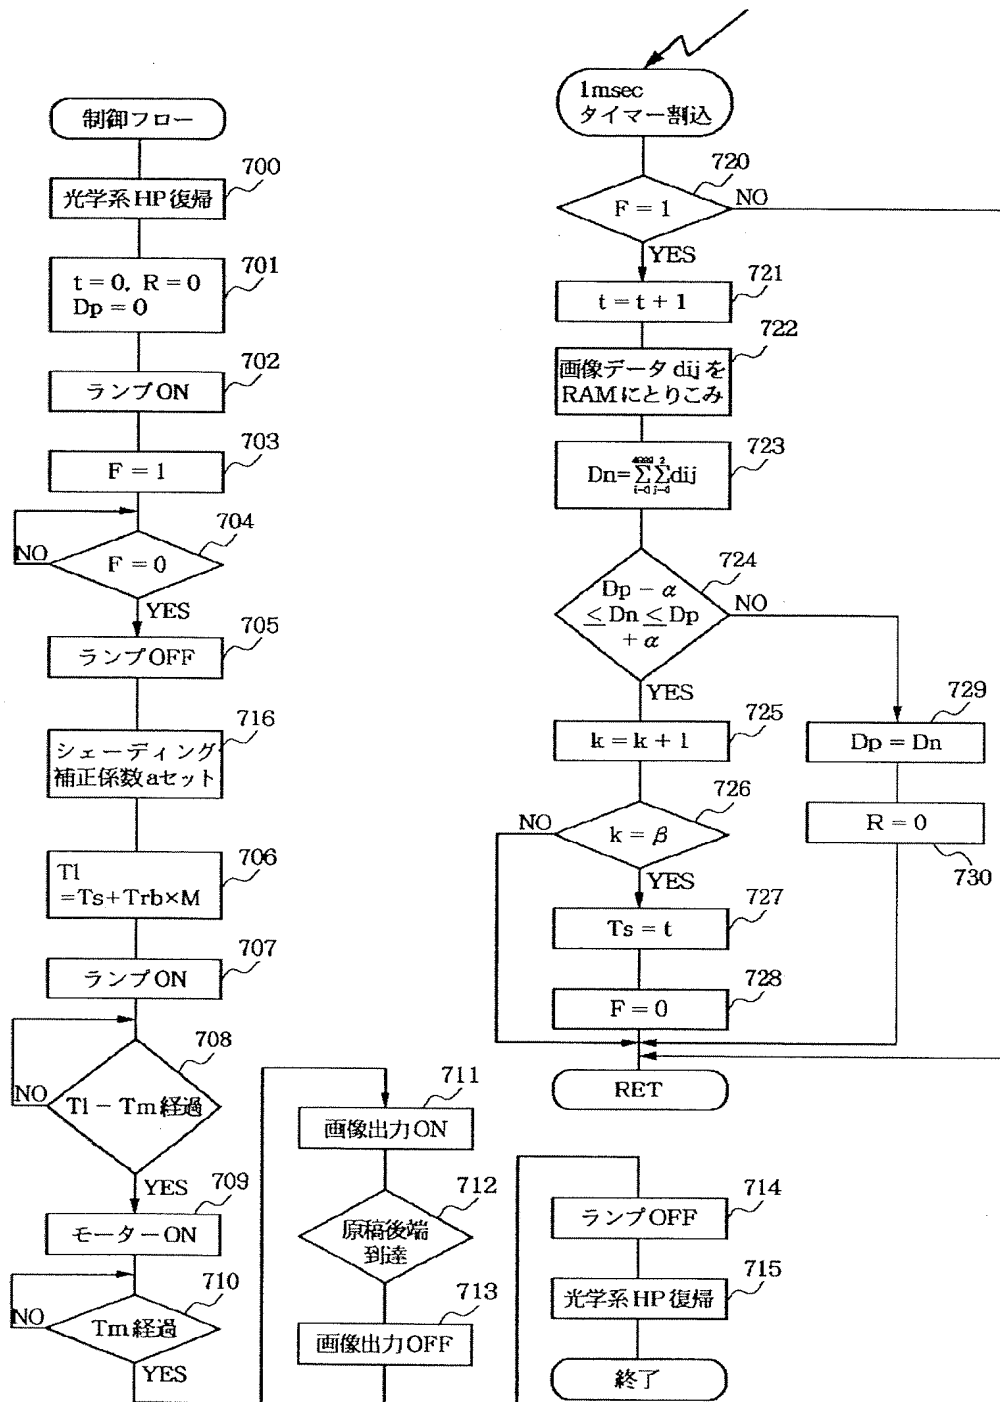 制御フロー
700
光学系HP復帰
701
t = 0, R = 0
Dp = 0
702
ランプON
703
F = 1
704
NO
F = 0
YES
705
ランプOFF
716
シェーディング
補正係数aセット
706
Tl
=Ts+Trb×M
707
ランプON
708
NO
Tl − Tm経過
YES
709
モーターON
710
NO
Tm経過
YES
711
画像出力ON
712
原稿後端
到達
713
画像出力OFF
714
ランプOFF
715
光学系HP復帰
終了
1msec
タイマー割込
720
F = 1
NO
YES
721
t = t + 1
722
画像データdijを
RAMにとりこみ
723
Dn=ΣΣdij
724
Dp − α
≤Dn≤Dp
+ α
NO
YES
725
k = k + 1
726
NO
k = β
YES
727
Ts = t
728
F = 0
729
Dp = Dn
R = 0
730
RET